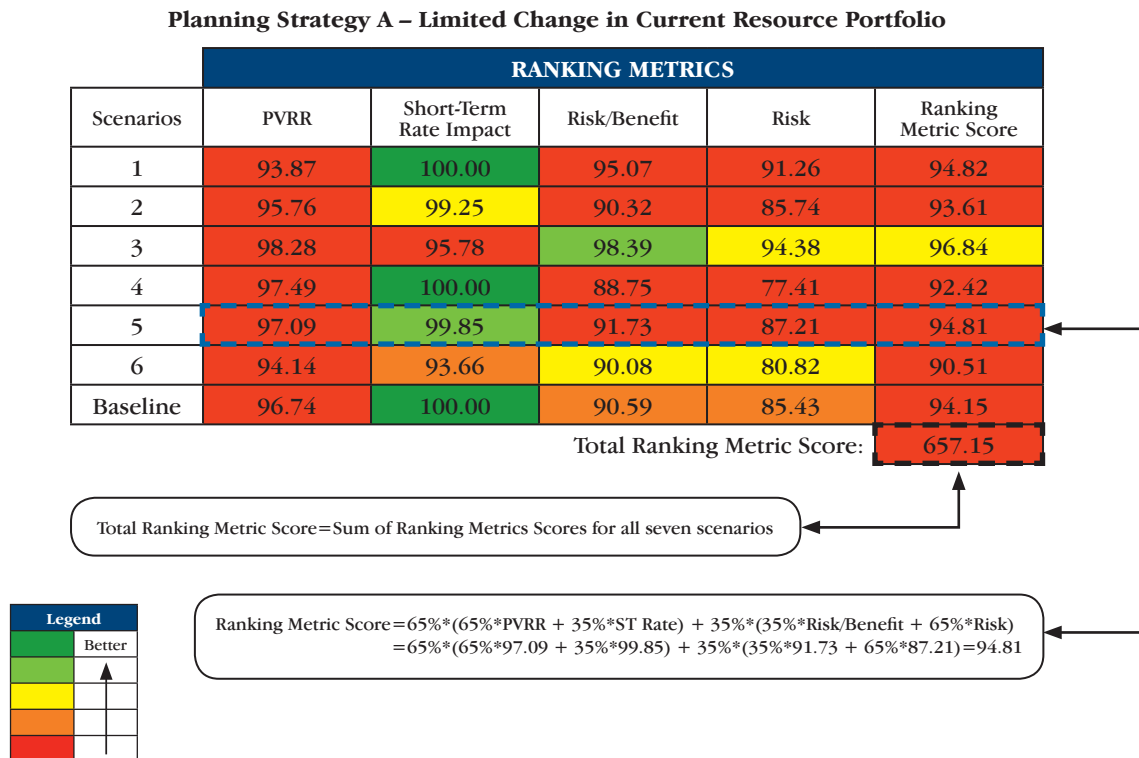 Planning Strategy A – Limited Change in Current Resource Portfolio
RANKING METRICS
Scenarios PVRR Short-Term Rate Impact Risk/Benefit Risk Ranking Metric Score
1 93.87 100.00 95.07 91.26 94.82
2 95.76 99.25 90.32 85.74 93.61
3 98.28 95.78 98.39 94.38 96.84
4 97.49 100.00 88.75 77.41 92.42
5 97.09 99.85 91.73 87.21 94.81
6 94.14 93.66 90.08 80.82 90.51
Baseline 96.74 100.00 90.59 85.43 94.15
Total Ranking Metric Score: 657.15
Total Ranking Metric Score=Sum of Ranking Metrics Scores for all seven scenarios
Ranking Metric Score=65%*(65%*PVRR + 35%*ST Rate) + 35%*(35%*Risk/Benefit + 65%*Risk)
=65%*(65%*97.09 + 35%*99.85) + 35%*(35%*91.73 + 65%*87.21)=94.81
Legend
Better